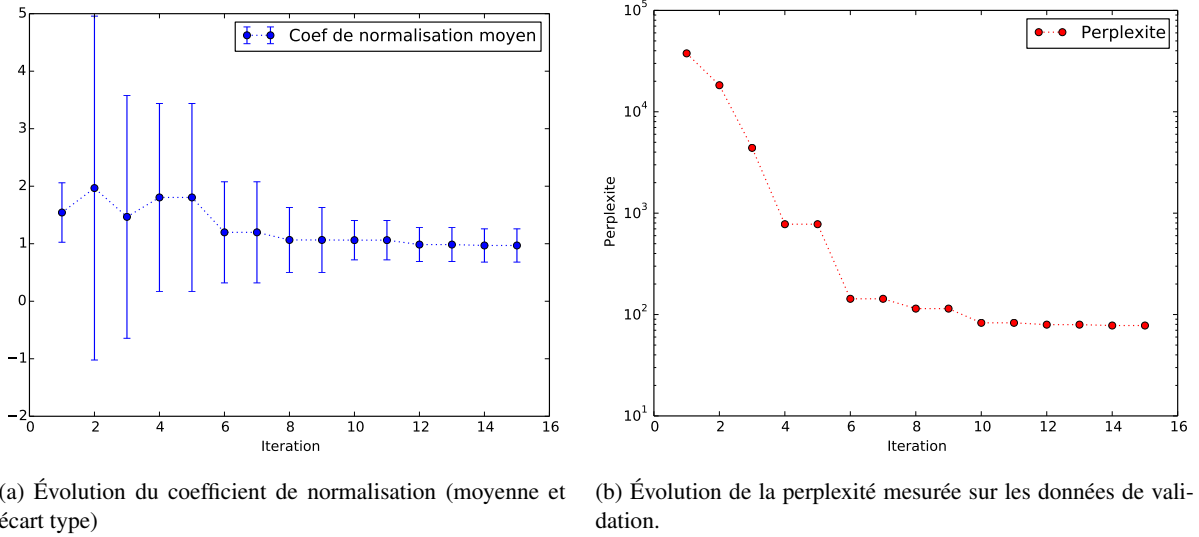 5
4
3
2
1
0
−1
−2
0 2 4 6 8 10 12 14 16
Iteration
Coef de normalisation moyen
10^5
10^4
10^3
10^2
10^1
Perplexite
0 2 4 6 8 10 12 14 16
Iteration
Perplexite
(a) Évolution du coefficient de normalisation (moyenne et
écart type)
(b) Évolution de la perplexité mesurée sur les données de vali-
dation.